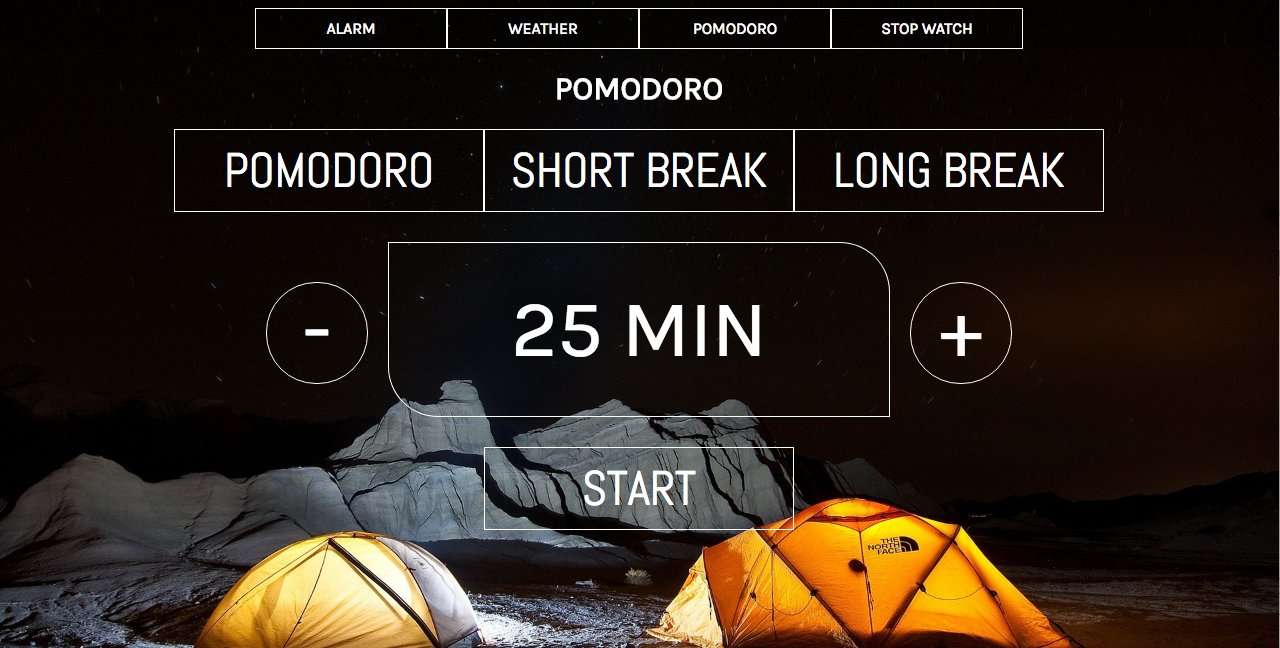 ALARM WEATHER POMODORO STOP WATCH
POMODORO
POMODORO SHORT BREAK LONG BREAK
- 25 MIN +
START
THE
NORTH
FACE